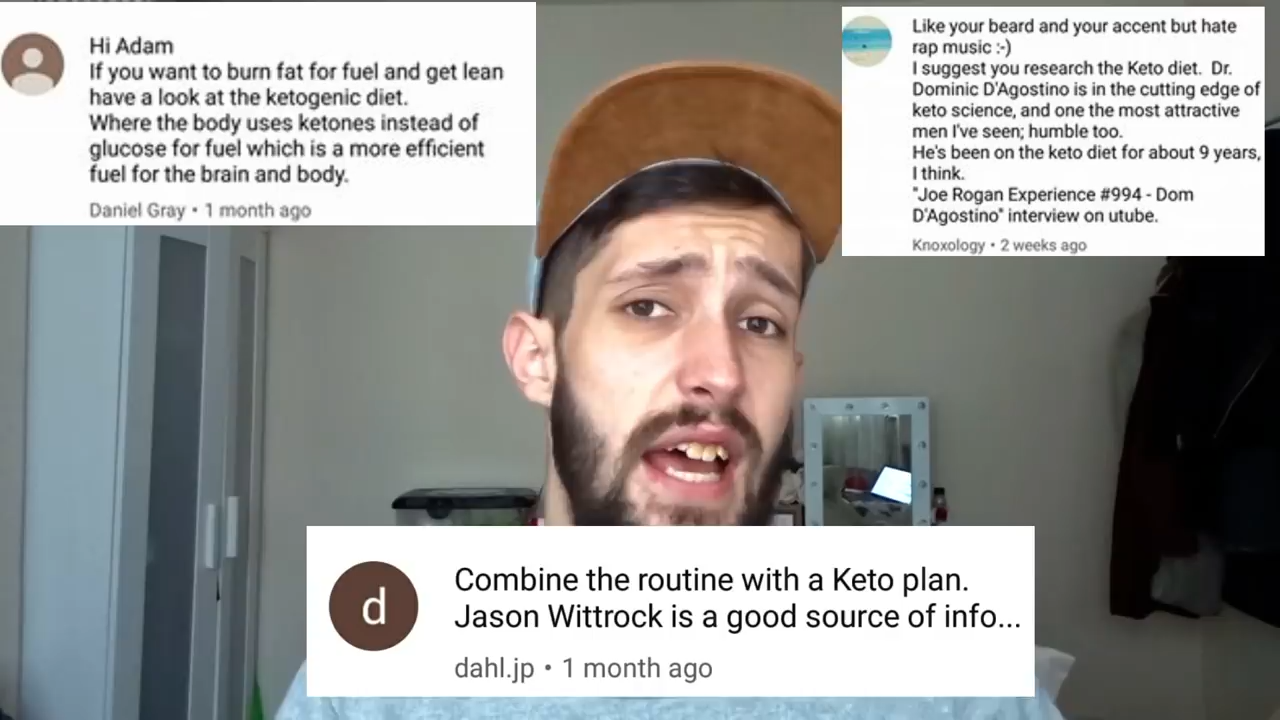 Hi Adam
If you want to burn fat for fuel and get lean
have a look at the ketogenic diet.
Where the body uses ketones instead of
glucose for fuel which is a more efficient
fuel for the brain and body.
Daniel Gray • 1 month ago
Like your beard and your accent but hate
rap music :-)
I suggest you research the Keto diet.  Dr.
Dominic D'Agostino is in the cutting edge of
keto science, and one the most attractive
men I've seen; humble too.
He's been on the keto diet for about 9 years,
I think.
"Joe Rogan Experience #994 - Dom
D'Agostino" interview on utube.
Knoxology • 2 weeks ago
d
Combine the routine with a Keto plan.
Jason Wittrock is a good source of info...
dahl.jp • 1 month ago